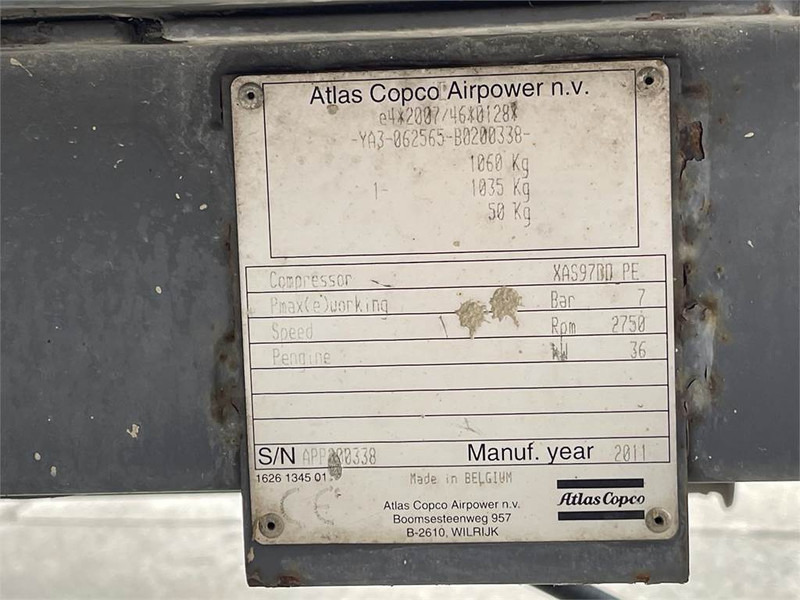 Atlas Copco Airpower n.v.
e4*2007/46*0128*
-YA3-062565-B0200338-
1060 Kg
1- 1035 Kg
50 Kg
Compressor XAS97DD PE
Pmax(e)working Bar 7
Speed Rpm 2750
Pengine kW 36
S/N Manuf. year 2011
1626 1345 01
Made in BELGIUM
CE
Atlas Copco Airpower n.v.
Boomsesteenweg 957
B-2610, WILRIJK
Atlas Copco